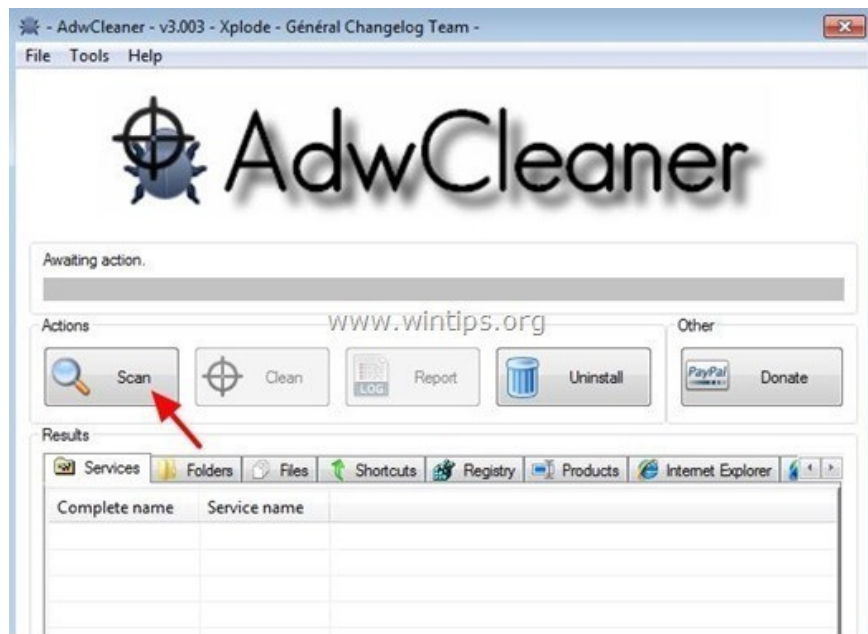 - AdwCleaner - v3.003 - Xplode - Général Changelog Team -
File Tools Help
AdwCleaner
Awaiting action.
www.wintips.org
Actions
Other
Scan
Clean
LOG
Report
Uninstall
PayPal
Donate
Results
Services Folders Files Shortcuts Registry Products Internet Explorer
Complete name Service name